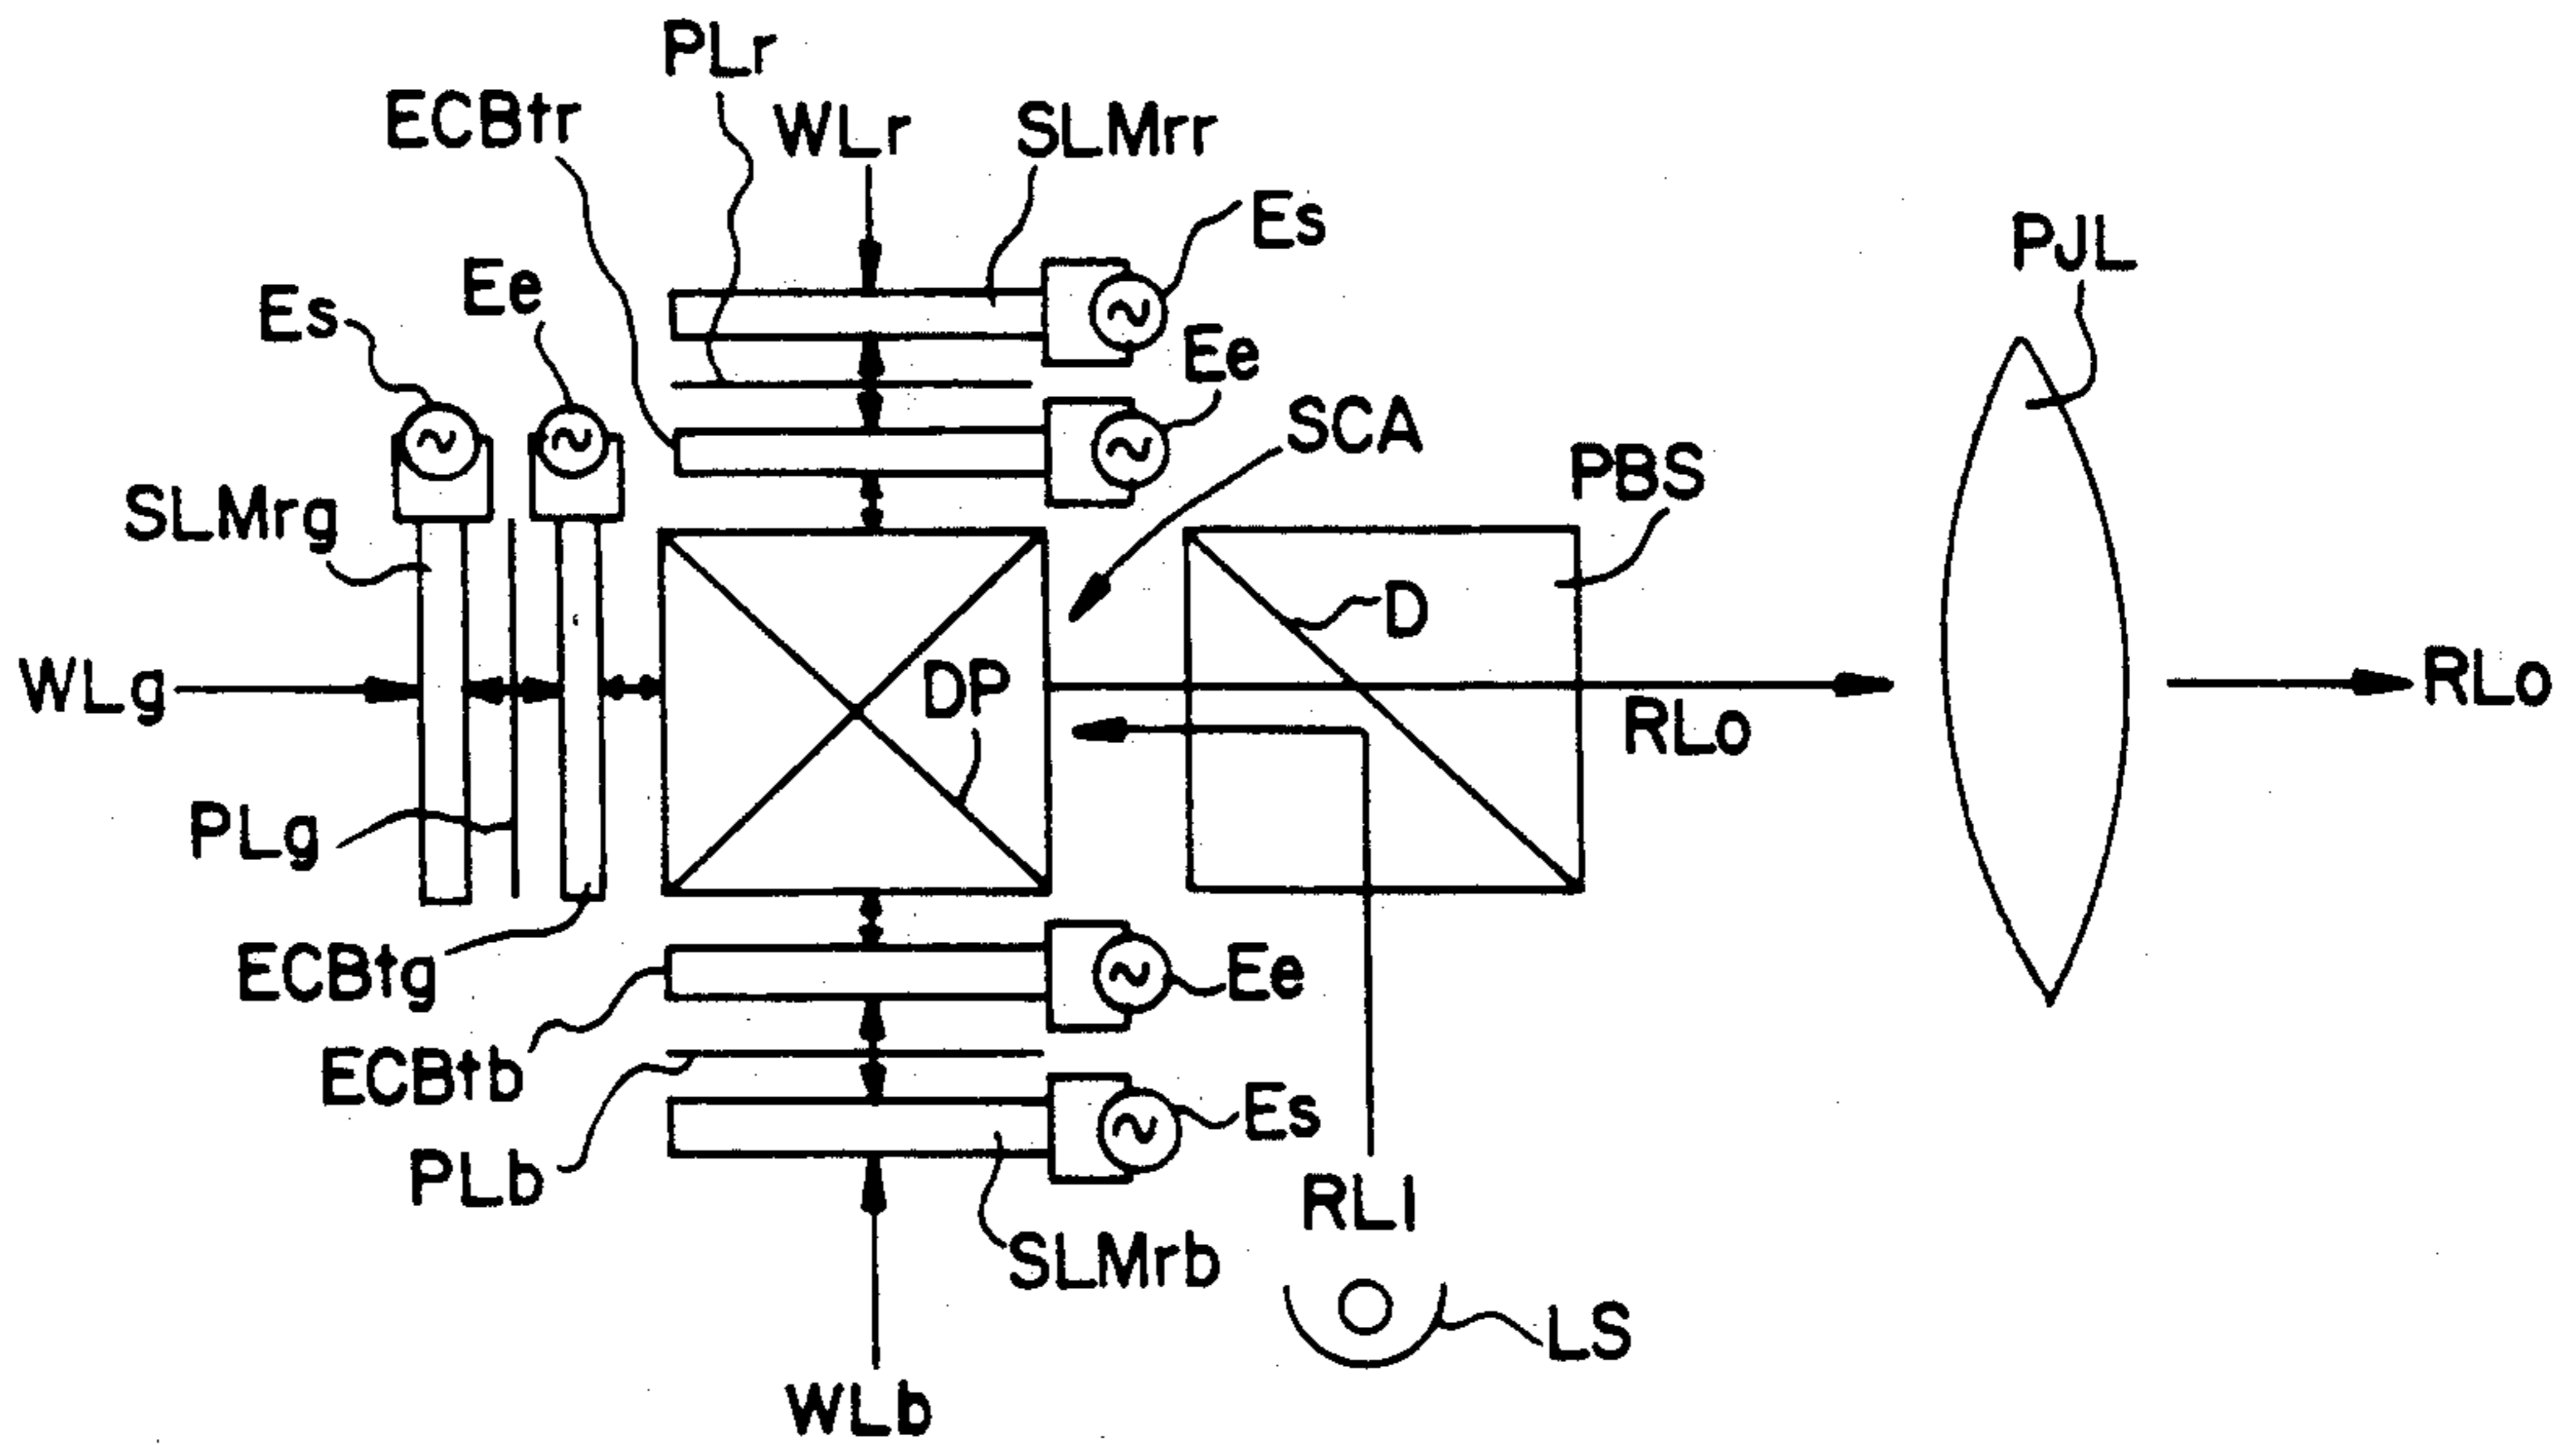 PLr
ECBtr
WLr
SLMrr
Es
PJL
Es
Ee
Ee
SCA
PBS
SLMrg
D
WLg
DP
RLo
RLo
PLg
ECBtg
Ee
ECBtb
Es
PLb
RLI
SLMrb
LS
WLb